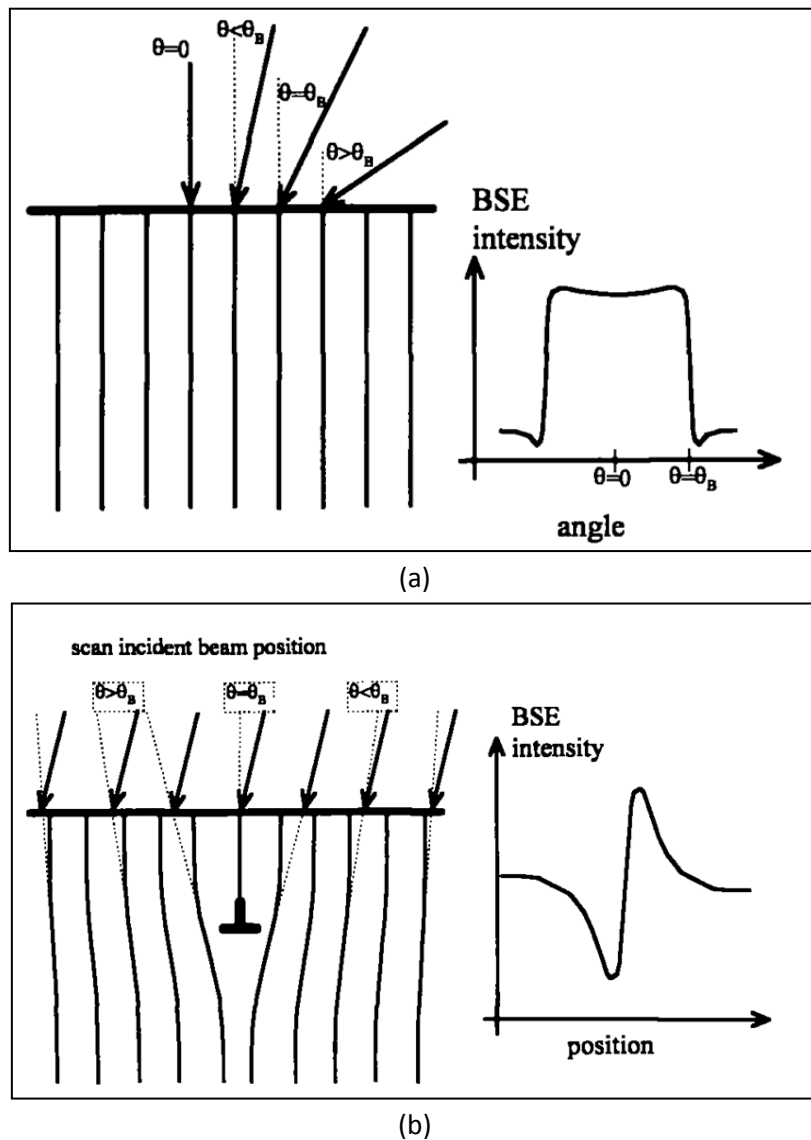 θ=0
θ<θB
θ=θB
θ>θB
BSE
intensity
θ=0
θ=θB
angle
(a)
scan incident beam position
θ>θB
θ=θB
θ<θB
BSE
intensity
position
(b)